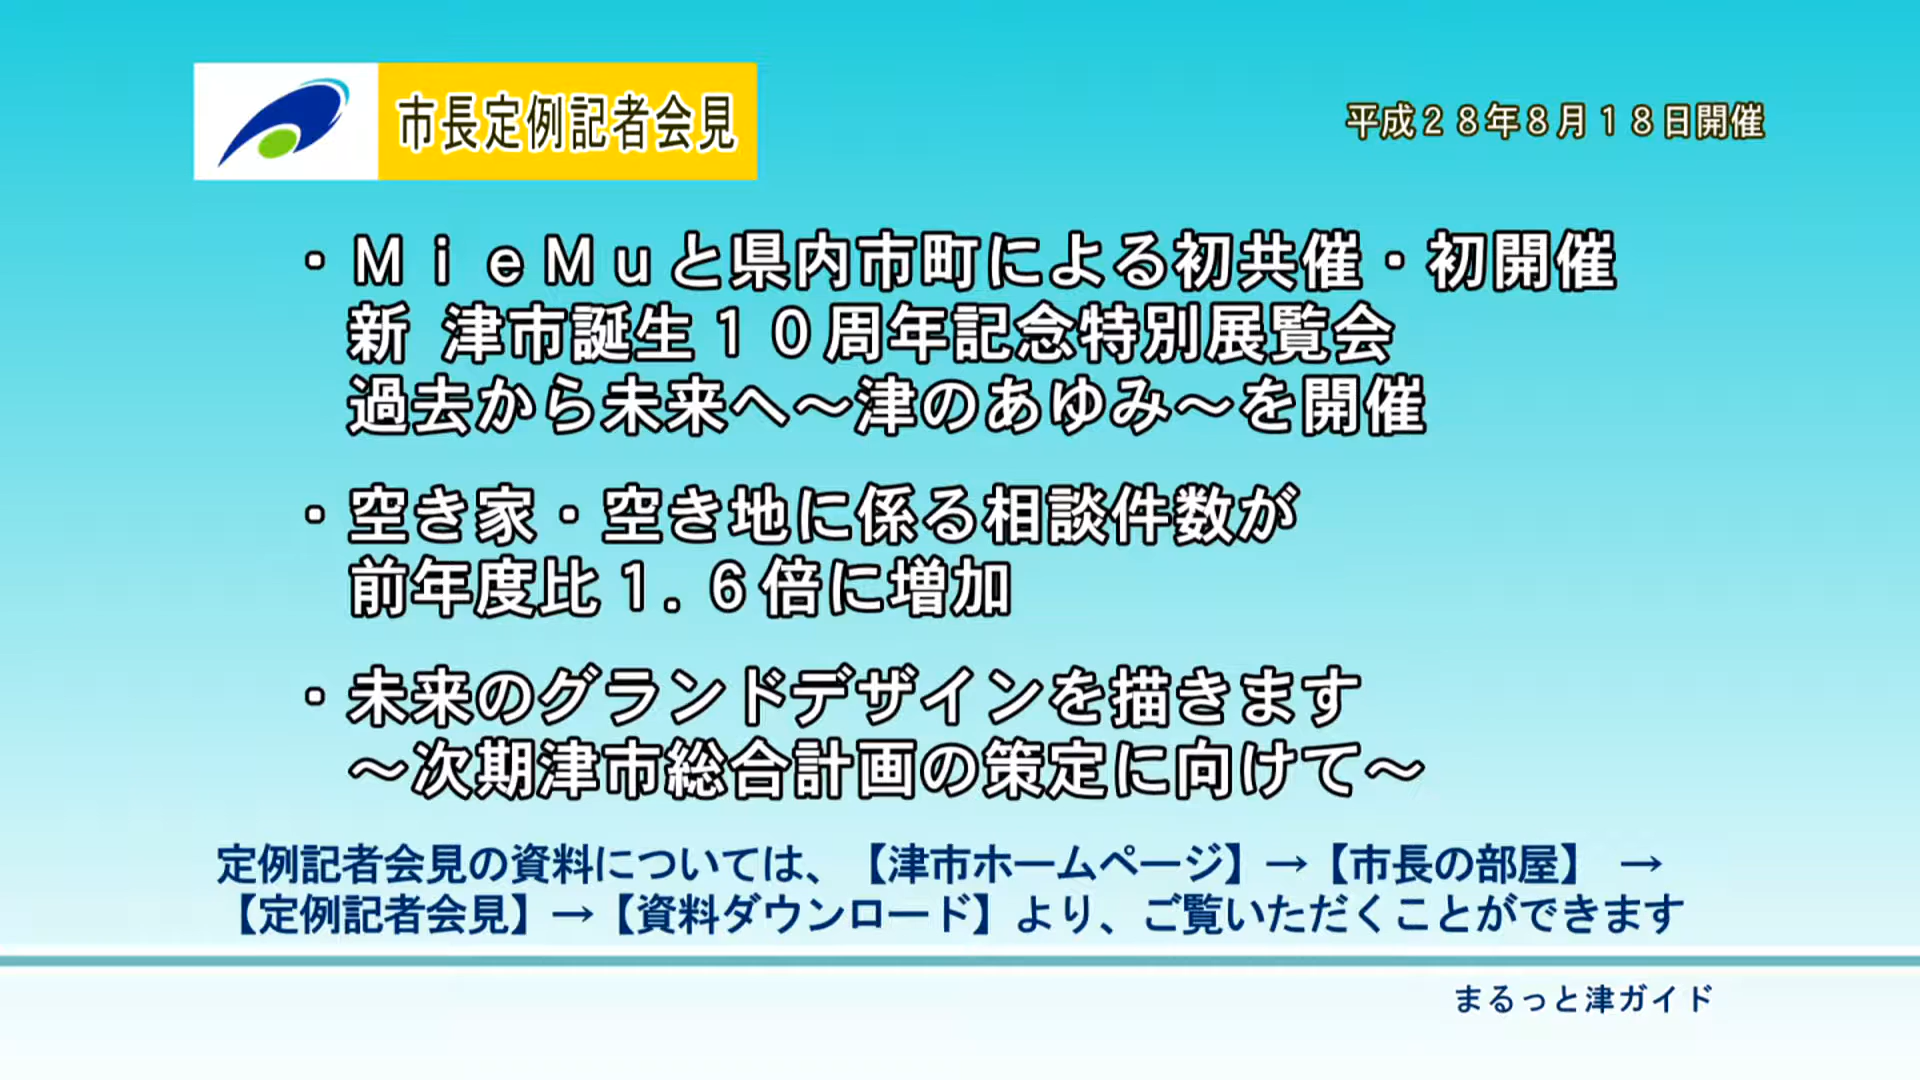 市長定例記者会見
平成２８年８月１８日開催
・ＭｉｅＭｕと県内市町による初共催・初開催
新 津市誕生１０周年記念特別展覧会
過去から未来へ～津のあゆみ～を開催
・空き家・空き地に係る相談件数が
前年度比１．６倍に増加
・未来のグランドデザインを描きます
～次期津市総合計画の策定に向けて～
定例記者会見の資料については、【津市ホームページ】→【市長の部屋】 →
【定例記者会見】→【資料ダウンロード】より、ご覧いただくことができます
まるっと津ガイド